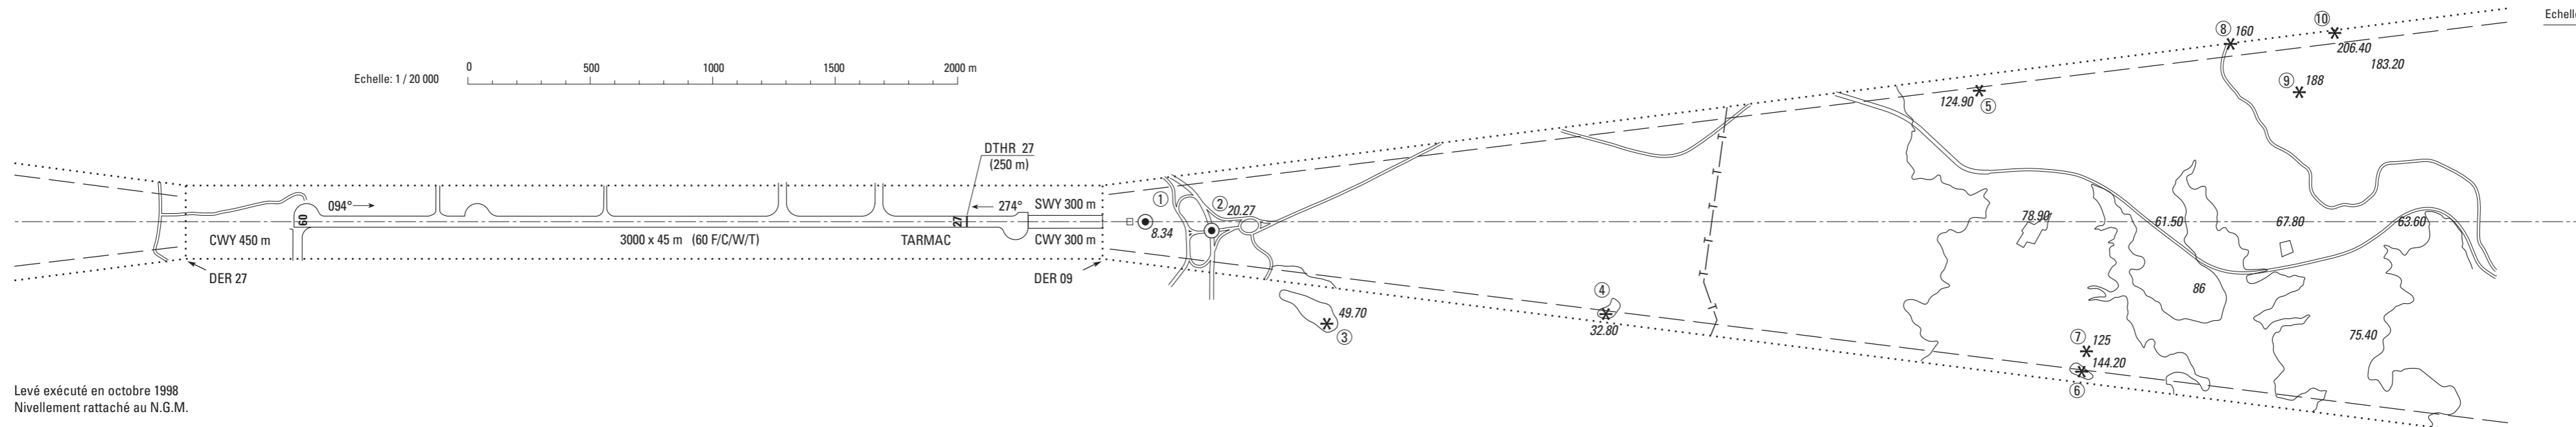 Echelle: 1 / 20 000
0 500 1000 1500 2000 m
DTHR 27
(250 m)
094°
274°
SWY 300 m
09
27
CWY 450 m
3000 x 45 m (60 F/C/W/T)
TARMAC
CWY 300 m
DER 27
DER 09
1
8.34
2
20.27
49.70
3
4
32.80
124.90
5
8
160
10
206.40
183.20
9
188
78.90
61.50
67.80
63.60
86
75.40
7
125
144.20
6
Levé exécuté en octobre 1998
Nivellement rattaché au N.G.M.